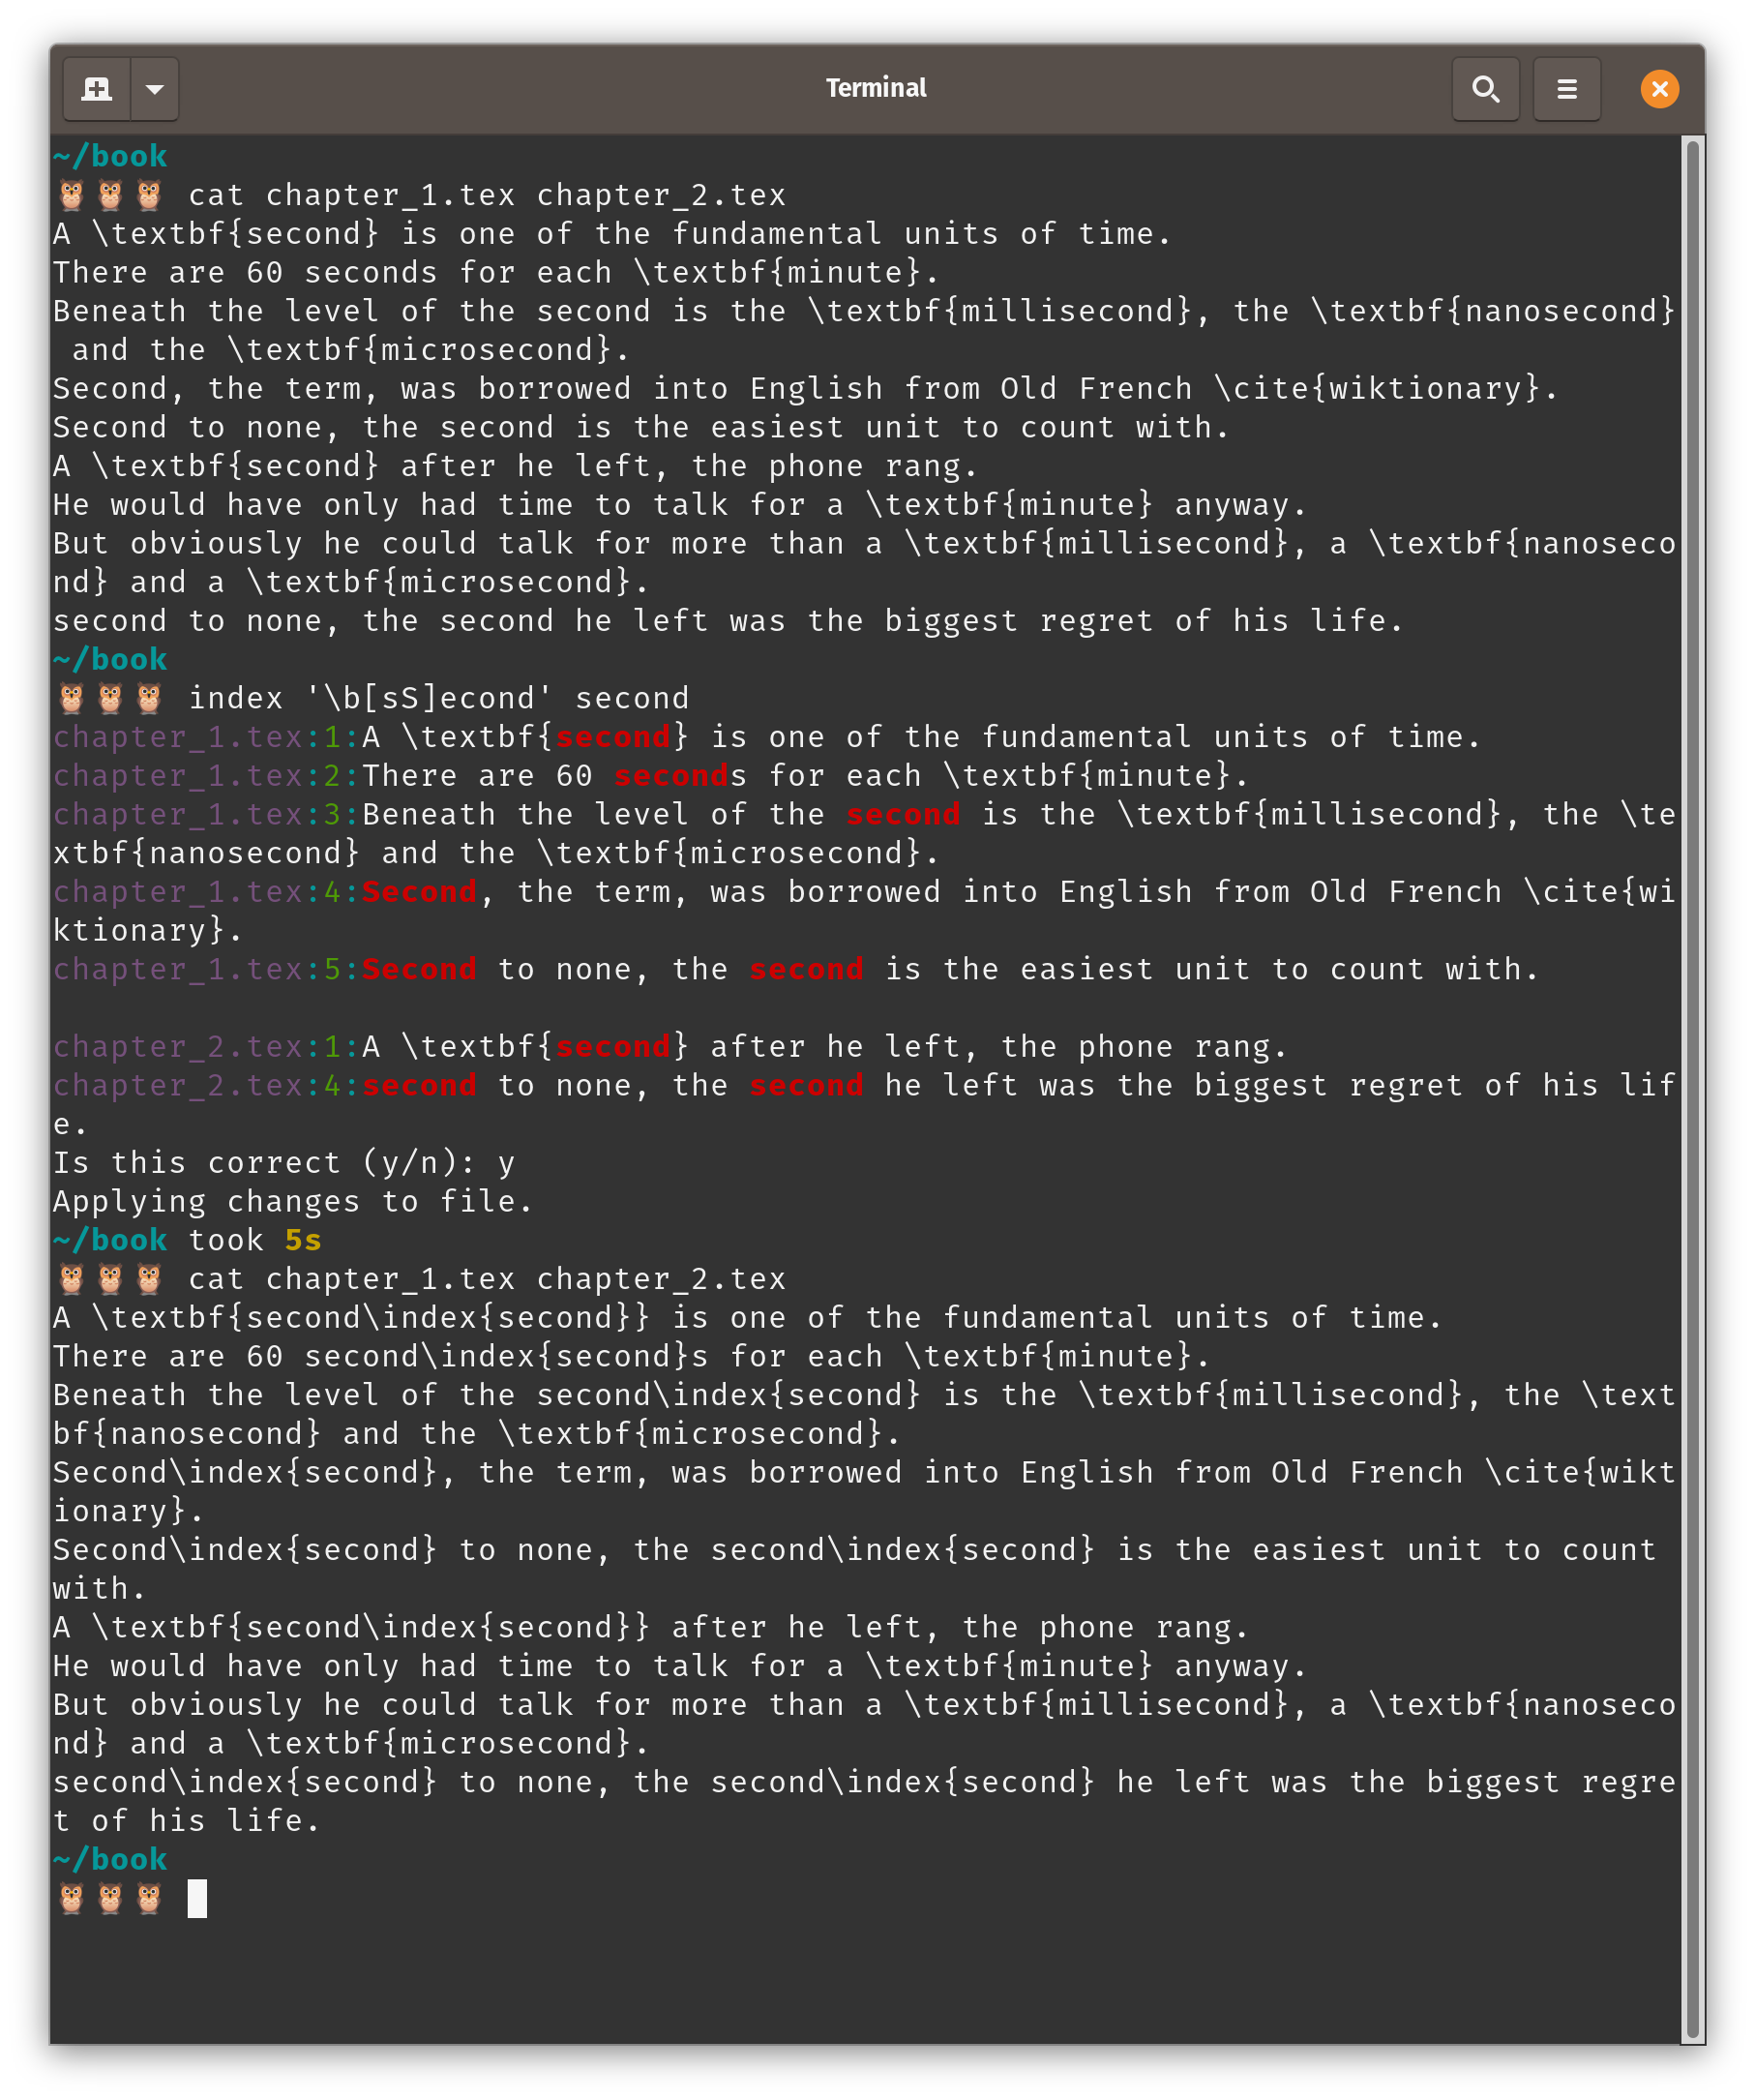 Terminal
~/book
🦉🦉🦉 cat chapter_1.tex chapter_2.tex
A \textbf{second} is one of the fundamental units of time.
There are 60 seconds for each \textbf{minute}.
Beneath the level of the second is the \textbf{millisecond}, the \textbf{nanosecond}
 and the \textbf{microsecond}.
Second, the term, was borrowed into English from Old French \cite{wiktionary}.
Second to none, the second is the easiest unit to count with.
A \textbf{second} after he left, the phone rang.
He would have only had time to talk for a \textbf{minute} anyway.
But obviously he could talk for more than a \textbf{millisecond}, a \textbf{nanoseco
nd} and a \textbf{microsecond}.
second to none, the second he left was the biggest regret of his life.
~/book
🦉🦉🦉 index '\b[sS]econd' second
chapter_1.tex:1:A \textbf{second} is one of the fundamental units of time.
chapter_1.tex:2:There are 60 seconds for each \textbf{minute}.
chapter_1.tex:3:Beneath the level of the second is the \textbf{millisecond}, the \te
xtbf{nanosecond} and the \textbf{microsecond}.
chapter_1.tex:4:Second, the term, was borrowed into English from Old French \cite{wi
ktionary}.
chapter_1.tex:5:Second to none, the second is the easiest unit to count with.
chapter_2.tex:1:A \textbf{second} after he left, the phone rang.
chapter_2.tex:4:second to none, the second he left was the biggest regret of his lif
e.
Is this correct (y/n): y
Applying changes to file.
~/book took 5s
🦉🦉🦉 cat chapter_1.tex chapter_2.tex
A \textbf{second\index{second}} is one of the fundamental units of time.
There are 60 second\index{second}s for each \textbf{minute}.
Beneath the level of the second\index{second} is the \textbf{millisecond}, the \text
bf{nanosecond} and the \textbf{microsecond}.
Second\index{second}, the term, was borrowed into English from Old French \cite{wikt
ionary}.
Second\index{second} to none, the second\index{second} is the easiest unit to count
with.
A \textbf{second\index{second}} after he left, the phone rang.
He would have only had time to talk for a \textbf{minute} anyway.
But obviously he could talk for more than a \textbf{millisecond}, a \textbf{nanoseco
nd} and a \textbf{microsecond}.
second\index{second} to none, the second\index{second} he left was the biggest regre
t of his life.
~/book
🦉🦉🦉